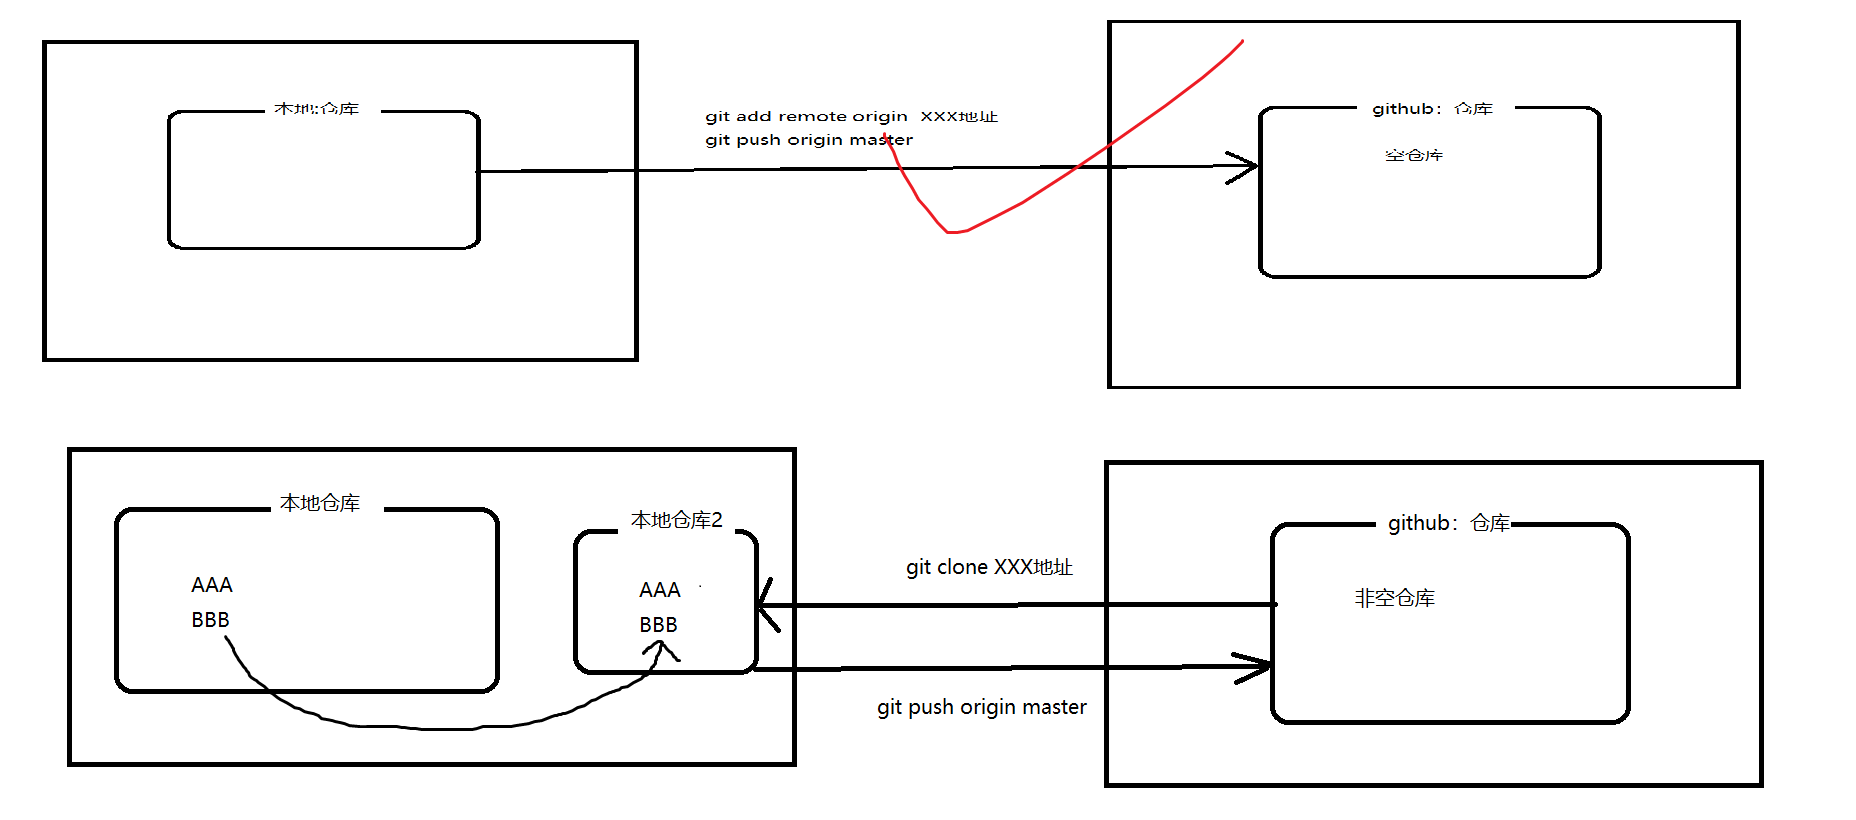 本地:仓库
git add remote origin  XXX地址
git push origin master
github：仓库
空仓库
本地仓库
AAA
BBB
本地仓库2
AAA
BBB
git clone XXX地址
git push origin master
github：仓库
非空仓库